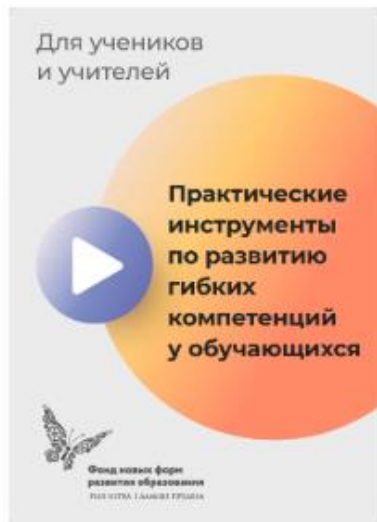 Для учеников
и учителей
Практические
инструменты
по развитию
гибких
компетенций
у обучающихся
Фонд новых форм
развития образования